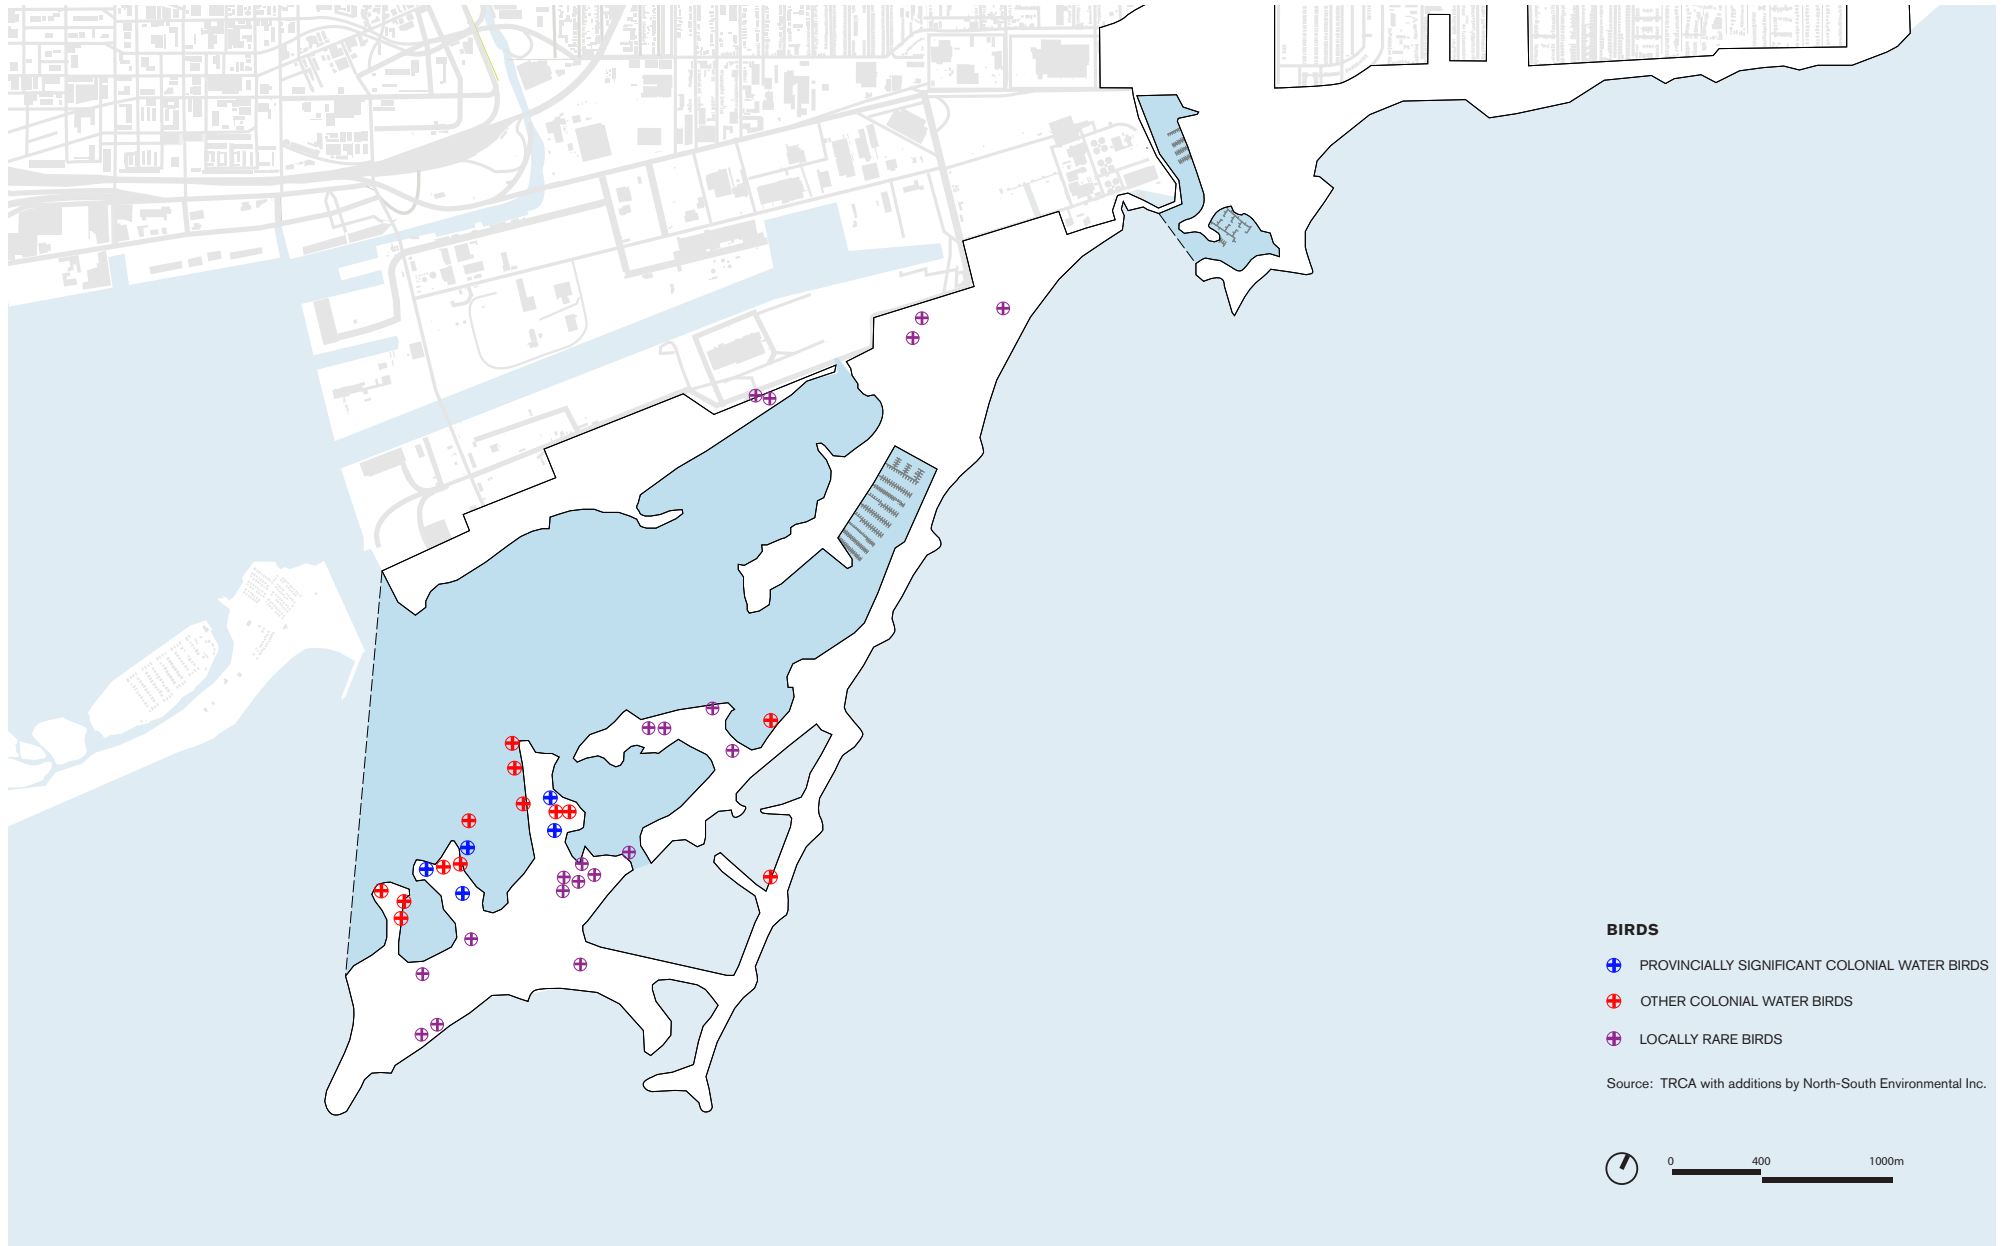 BIRDS
PROVINCIALLY SIGNIFICANT COLONIAL WATER BIRDS
OTHER COLONIAL WATER BIRDS
LOCALLY RARE BIRDS
Source: TRCA with additions by North-South Environmental Inc.
0 400 1000m